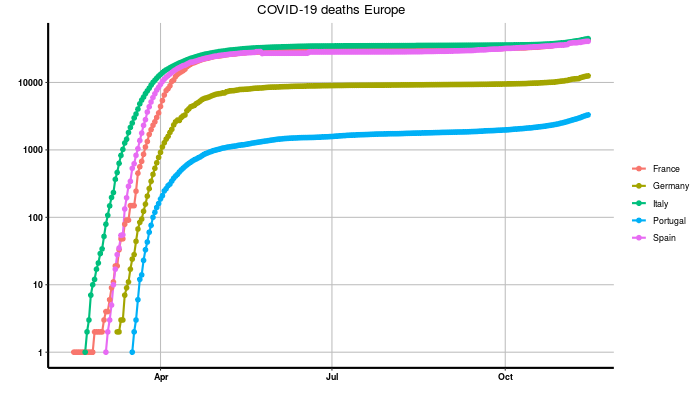 COVID-19 deaths Europe
10000
1000
100
10
1
Apr
Jul
Oct
France
Germany
Italy
Portugal
Spain